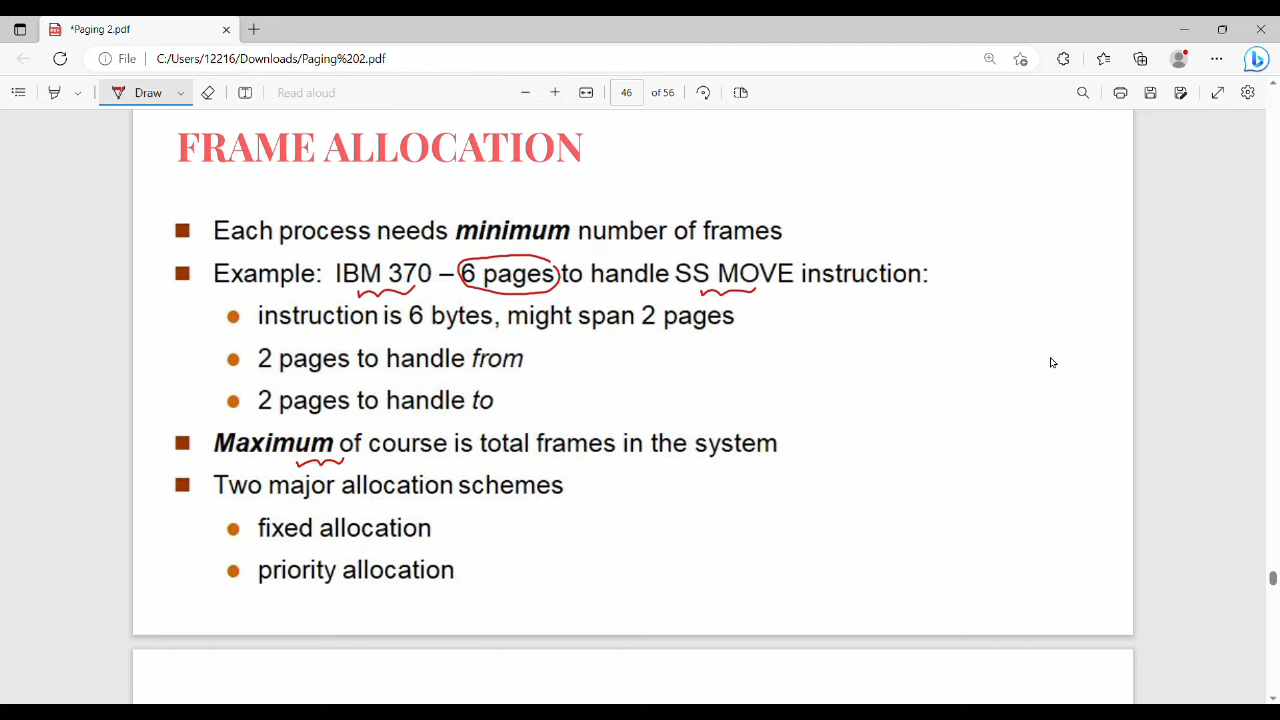 *Paging 2.pdf
File C:/Users/12216/Downloads/Paging%202.pdf
Draw Read aloud 46 of 56
FRAME ALLOCATION
Each process needs minimum number of frames
Example: IBM 370 – 6 pages to handle SS MOVE instruction:
instruction is 6 bytes, might span 2 pages
2 pages to handle from
2 pages to handle to
Maximum of course is total frames in the system
Two major allocation schemes
fixed allocation
priority allocation